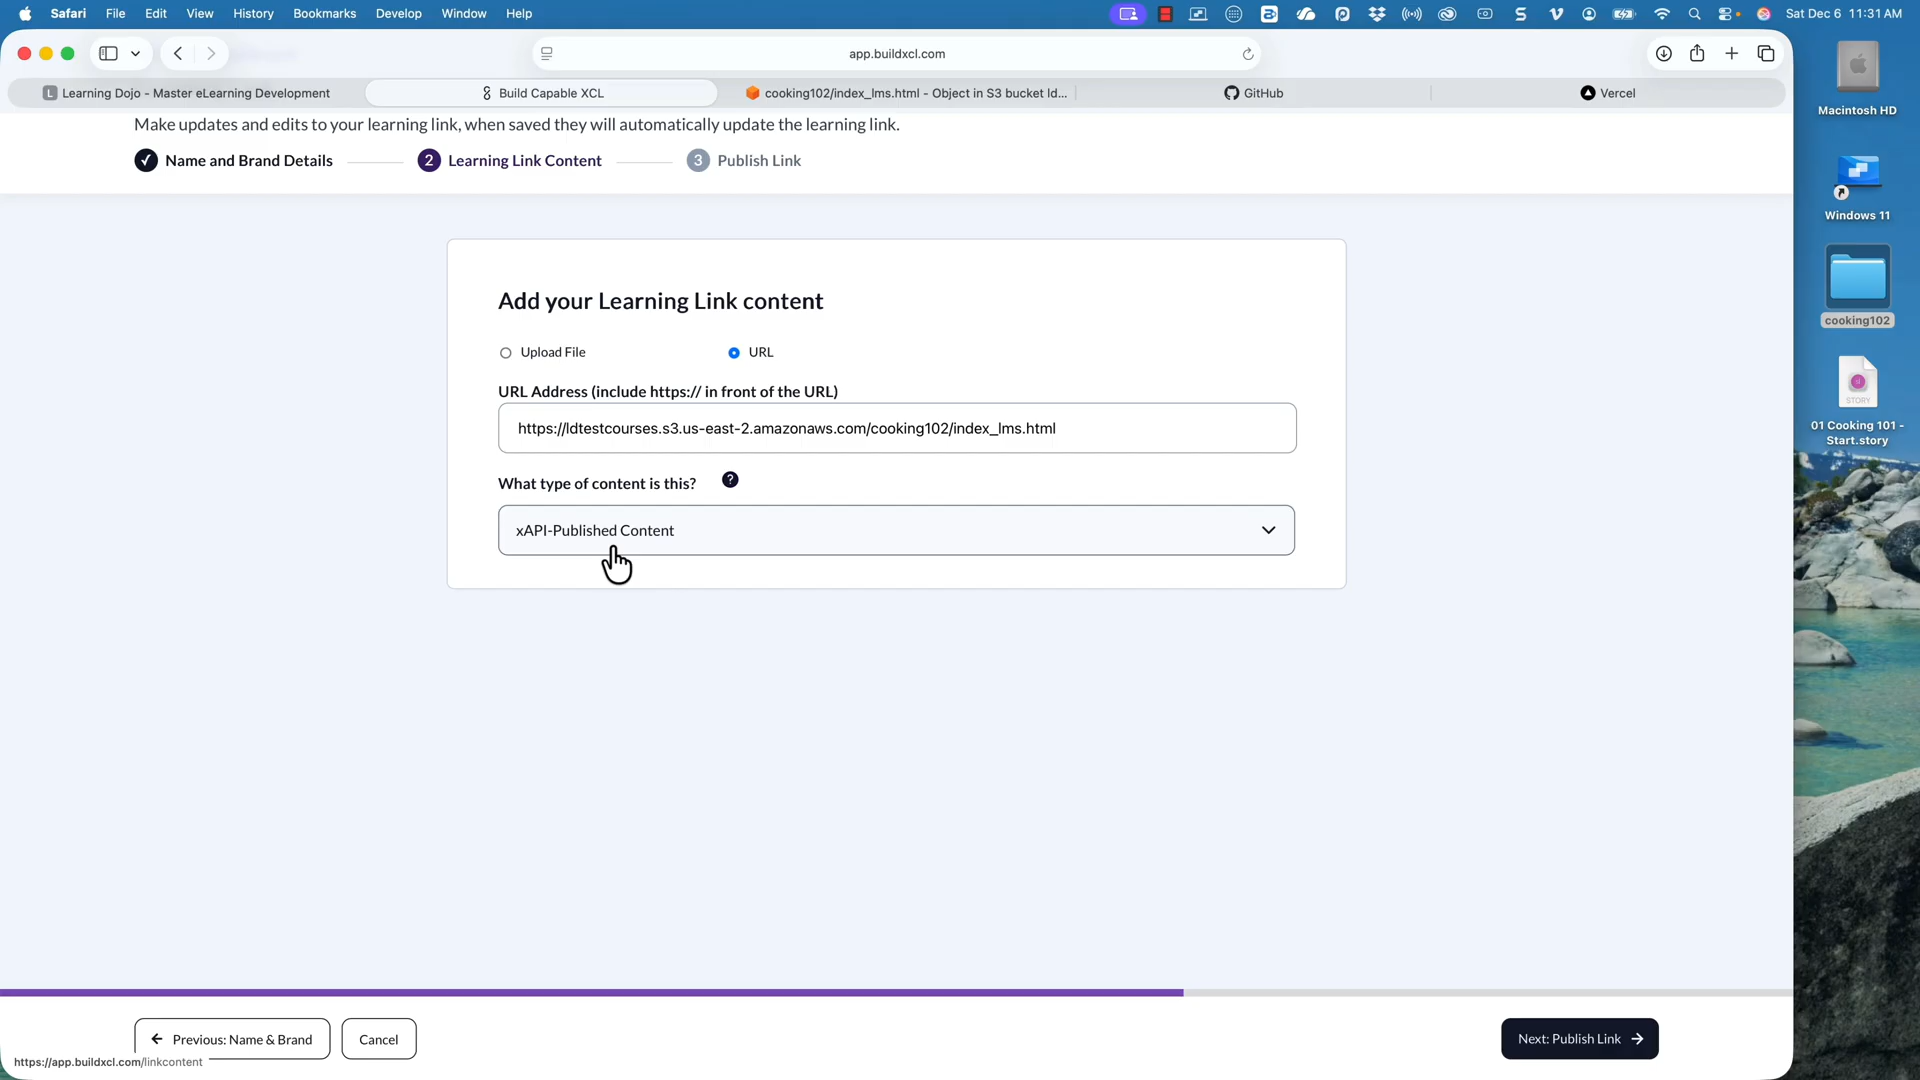 Safari File Edit View History Bookmarks Develop Window Help Sat Dec 6 11:31 AM
app.buildxcl.com
Learning Dojo - Master eLearning Development Build Capable XCL cooking102/index_lms.html - Object in S3 bucket ld... GitHub Vercel
Make updates and edits to your learning link, when saved they will automatically update the learning link.
Name and Brand Details 2 Learning Link Content 3 Publish Link
Add your Learning Link content
Upload File URL
URL Address (include https:// in front of the URL)
https://ldtestcourses.s3.us-east-2.amazonaws.com/cooking102/index_lms.html
What type of content is this? ?
xAPI-Published Content
Previous: Name & Brand Cancel Next: Publish Link
https://app.buildxcl.com/linkcontent
Macintosh HD
Windows 11
cooking102
STORY
01 Cooking 101 -
Start.story